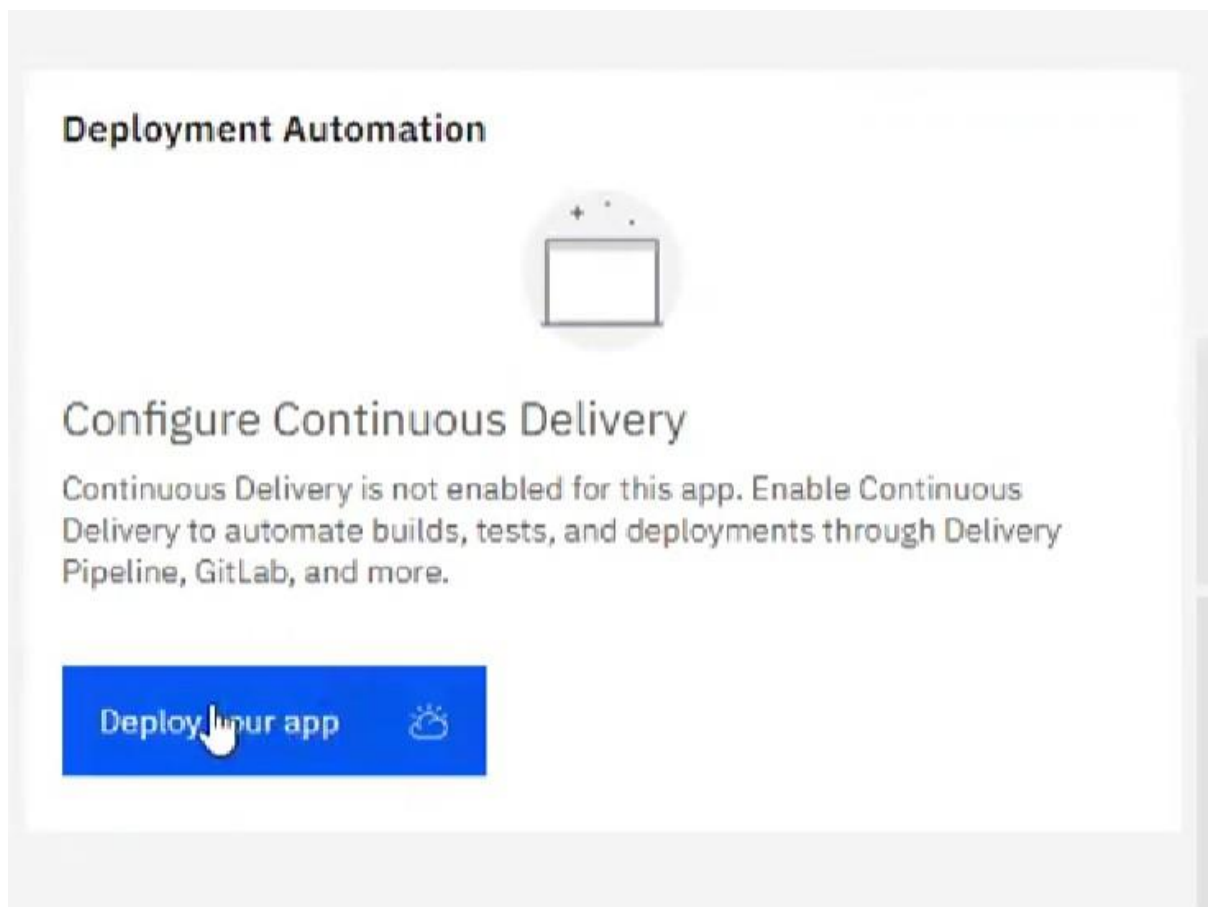 Deployment Automation
Configure Continuous Delivery
Continuous Delivery is not enabled for this app. Enable Continuous
Delivery to automate builds, tests, and deployments through Delivery
Pipeline, GitLab, and more.
Deploy your app